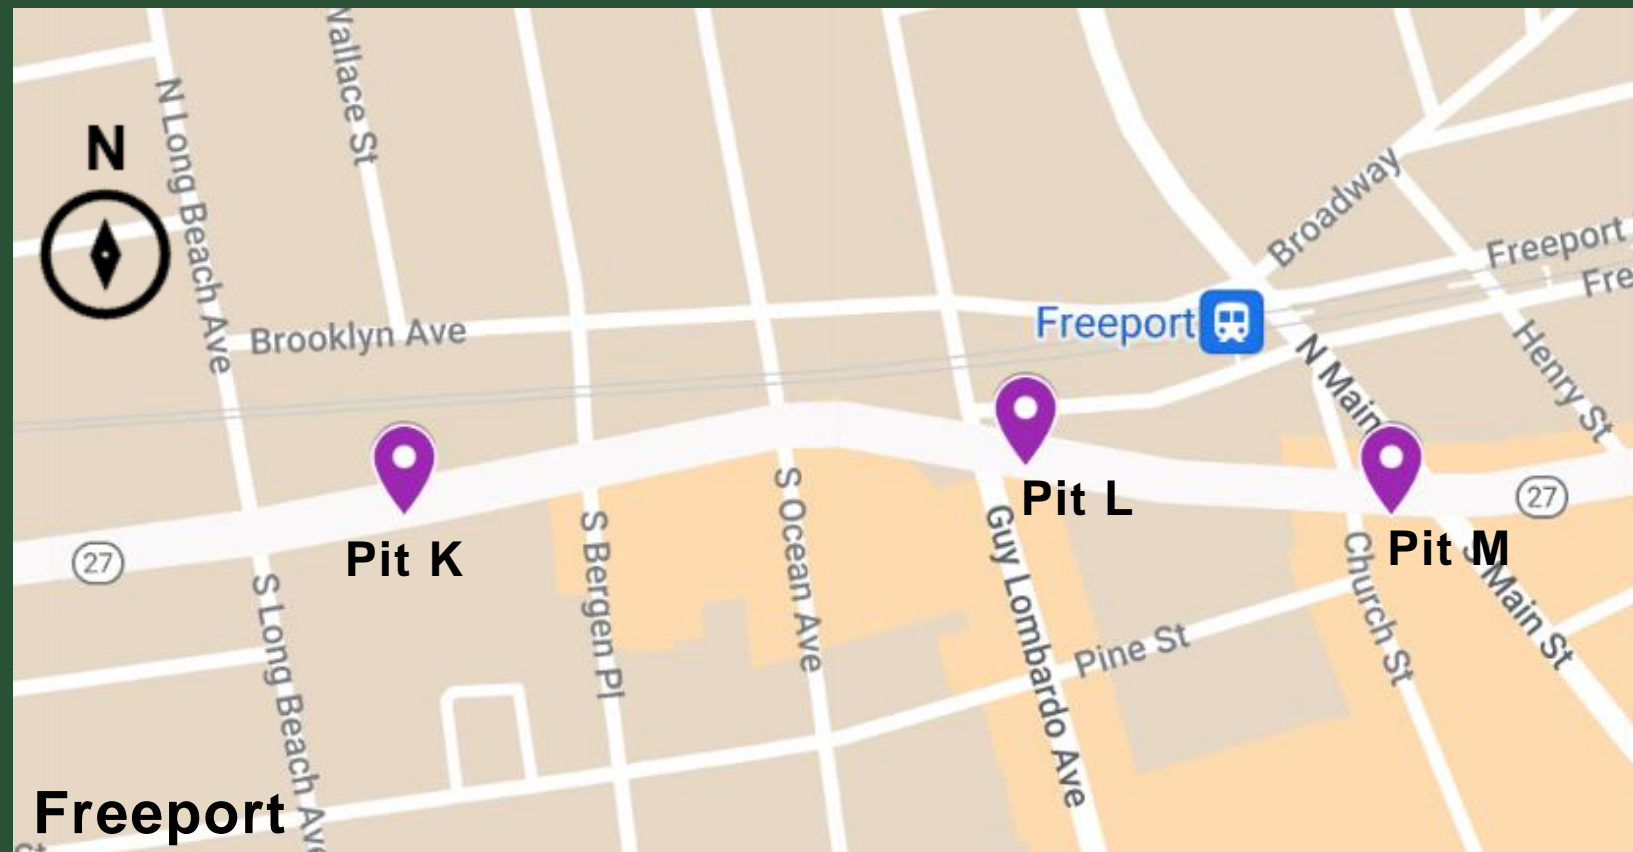 Wallace St
N Long Beach Ave
N
Broadway
Freeport
Fre
Freeport
Brooklyn Ave
N Main
Henry St
Pit L
27
Pit K
27
Pit M
S Ocean Ave
S Bergen Pl
Guy Lombardo Ave
Church St
S Main St
S Long Beach Ave
Pine St
Freeport
St